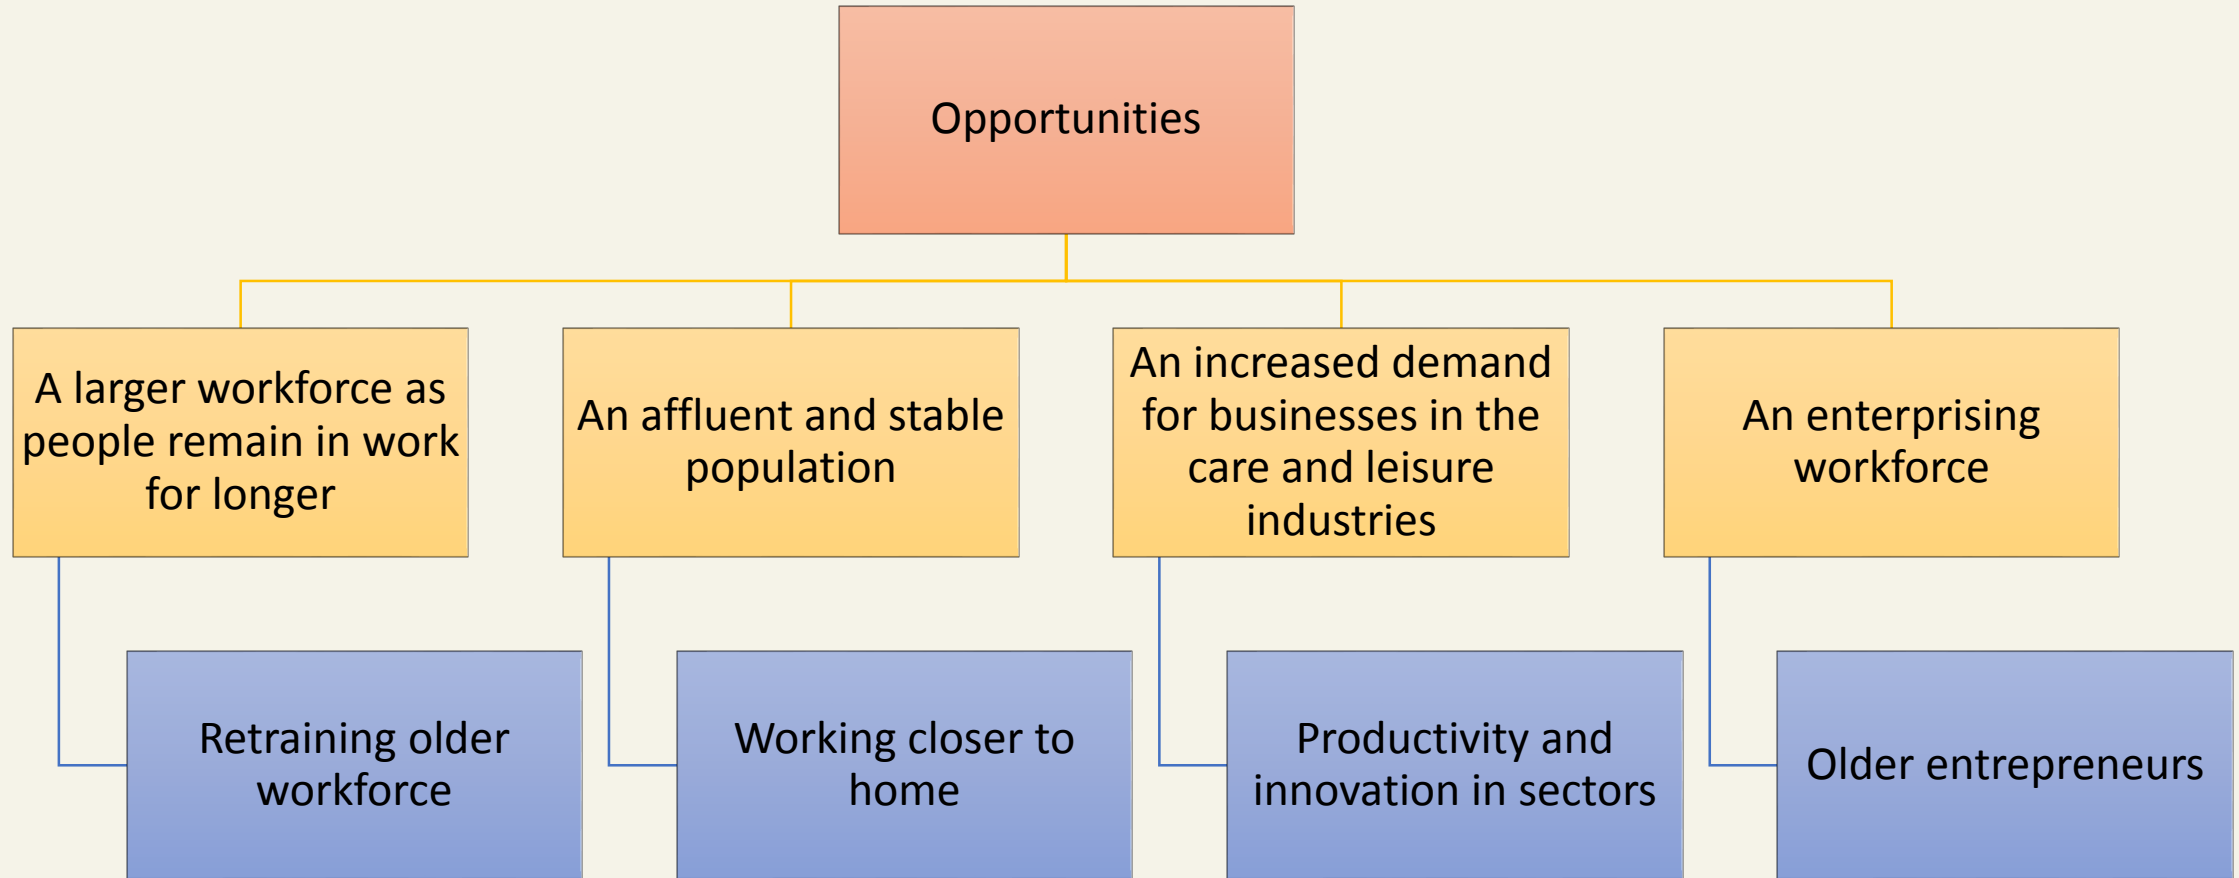 Opportunities
A larger workforce as
people remain in work
for longer
An affluent and stable
population
An increased demand
for businesses in the
care and leisure
industries
An enterprising
workforce
Retraining older
workforce
Working closer to
home
Productivity and
innovation in sectors
Older entrepreneurs